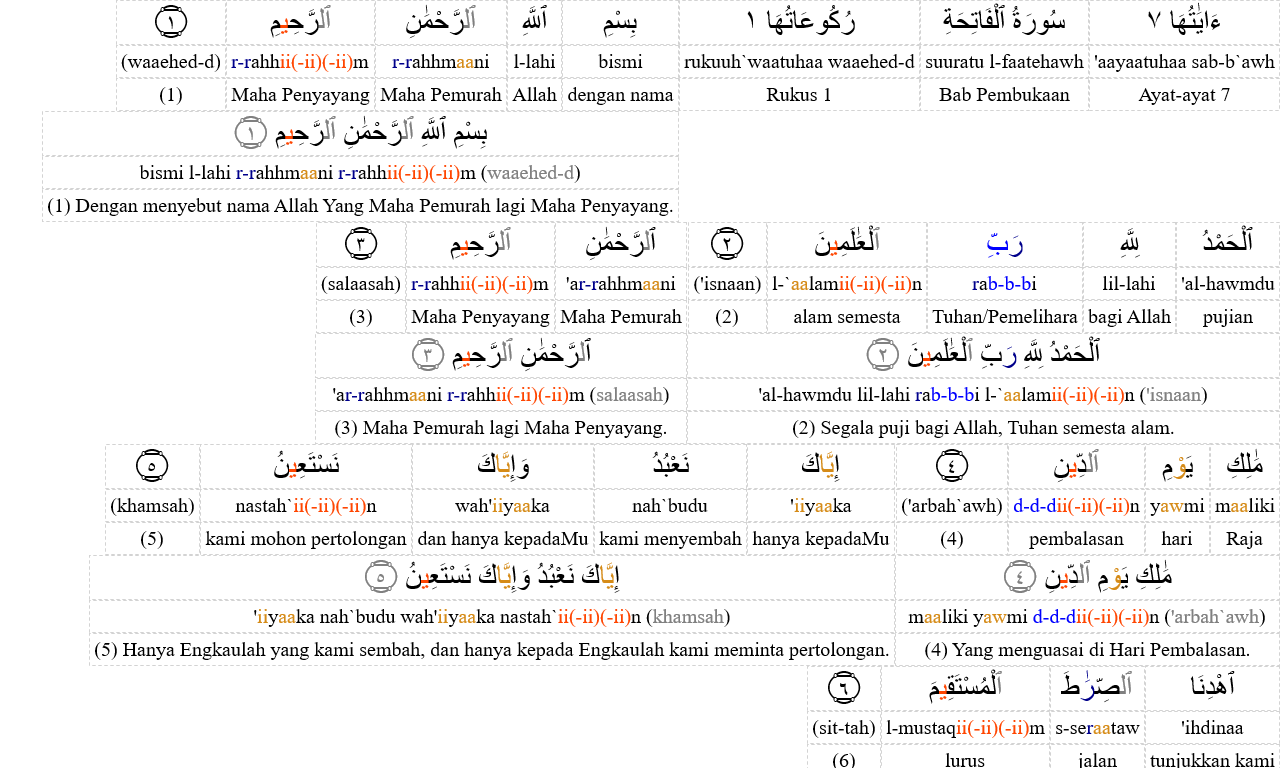 ءَايَٰتُهَا ٧ سُورَةُ ٱلْفَاتِحَةِ رُكُوعَاتُهَا ١ بِسْمِ ٱللَّهِ ٱلرَّحْمَٰنِ ٱلرَّحِيمِ ١
'aayaatuhaa sab-b`awh suuratu l-faatehawh rukuuh`waatuhaa waaehed-d bismi l-lahi r-rahhmaani r-rahhii(-ii)(-ii)m (waaehed-d)
Ayat-ayat 7 Bab Pembukaan Rukus 1 dengan nama Allah Maha Pemurah Maha Penyayang (1)
بِسْمِ ٱللَّهِ ٱلرَّحْمَٰنِ ٱلرَّحِيمِ ١
bismi l-lahi r-rahhmaani r-rahhii(-ii)(-ii)m (waaehed-d)
(1) Dengan menyebut nama Allah Yang Maha Pemurah lagi Maha Penyayang.
ٱلْحَمْدُ لِلَّهِ رَبِّ ٱلْعَٰلَمِينَ ٢ ٱلرَّحْمَٰنِ ٱلرَّحِيمِ ٣
'al-hawmdu lil-lahi rab-b-bi l-`aalamii(-ii)(-ii)n ('isnaan) 'ar-rahhmaani r-rahhii(-ii)(-ii)m (salaasah)
pujian bagi Allah Tuhan/Pemelihara alam semesta (2) Maha Pemurah Maha Penyayang (3)
ٱلْحَمْدُ لِلَّهِ رَبِّ ٱلْعَٰلَمِينَ ٢ ٱلرَّحْمَٰنِ ٱلرَّحِيمِ ٣
'al-hawmdu lil-lahi rab-b-bi l-`aalamii(-ii)(-ii)n ('isnaan) 'ar-rahhmaani r-rahhii(-ii)(-ii)m (salaasah)
(2) Segala puji bagi Allah, Tuhan semesta alam. (3) Maha Pemurah lagi Maha Penyayang.
مَٰلِكِ يَوْمِ ٱلدِّينِ ٤ إِيَّاكَ نَعْبُدُ وَإِيَّاكَ نَسْتَعِينُ ٥
maaliki yawmi d-d-dii(-ii)(-ii)n ('arbah`awh) 'iiyaaka nah`budu wah'iiyaaka nastah`ii(-ii)(-ii)n (khamsah)
Raja hari pembalasan (4) hanya kepadaMu kami menyembah dan hanya kepadaMu kami mohon pertolongan (5)
مَٰلِكِ يَوْمِ ٱلدِّينِ ٤ إِيَّاكَ نَعْبُدُ وَإِيَّاكَ نَسْتَعِينُ ٥
maaliki yawmi d-d-dii(-ii)(-ii)n ('arbah`awh) 'iiyaaka nah`budu wah'iiyaaka nastah`ii(-ii)(-ii)n (khamsah)
(4) Yang menguasai di Hari Pembalasan. (5) Hanya Engkaulah yang kami sembah, dan hanya kepada Engkaulah kami meminta pertolongan.
ٱهْدِنَا ٱلصِّرَٰطَ ٱلْمُسْتَقِيمَ ٦
'ihdinaa s-seraataw l-mustaqii(-ii)(-ii)m (sit-tah)
tunjukkan kami jalan lurus (6)